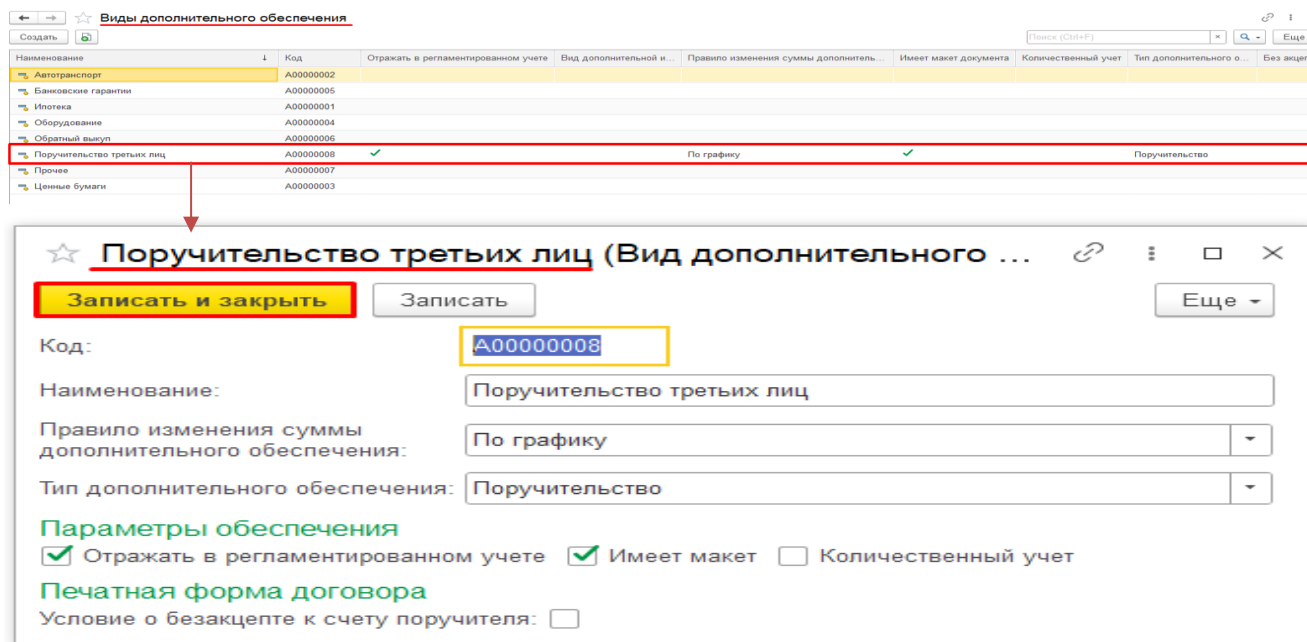 Виды дополнительного обеспечения
Создать Поиск (Ctrl+F) × Еще
Наименование ↓ Код Отражать в регламентированном учете Вид дополнительной и... Правило изменения суммы дополнитель... Имеет макет документа Количественный учет Тип дополнительного о... Без акцеп
Автотранспорт А00000002
Банковские гарантии А00000005
Ипотека А00000001
Оборудование А00000004
Обратный выкуп А00000006
Поручительство третьих лиц А00000008 По графику Поручительство
Прочее А00000007
Ценные бумаги А00000003
Поручительство третьих лиц (Вид дополнительного ...
Записать и закрыть Записать Еще
Код: А00000008
Наименование: Поручительство третьих лиц
Правило изменения суммы
дополнительного обеспечения: По графику
Тип дополнительного обеспечения: Поручительство
Параметры обеспечения
Отражать в регламентированном учете Имеет макет Количественный учет
Печатная форма договора
Условие о безакцепте к счету поручителя: